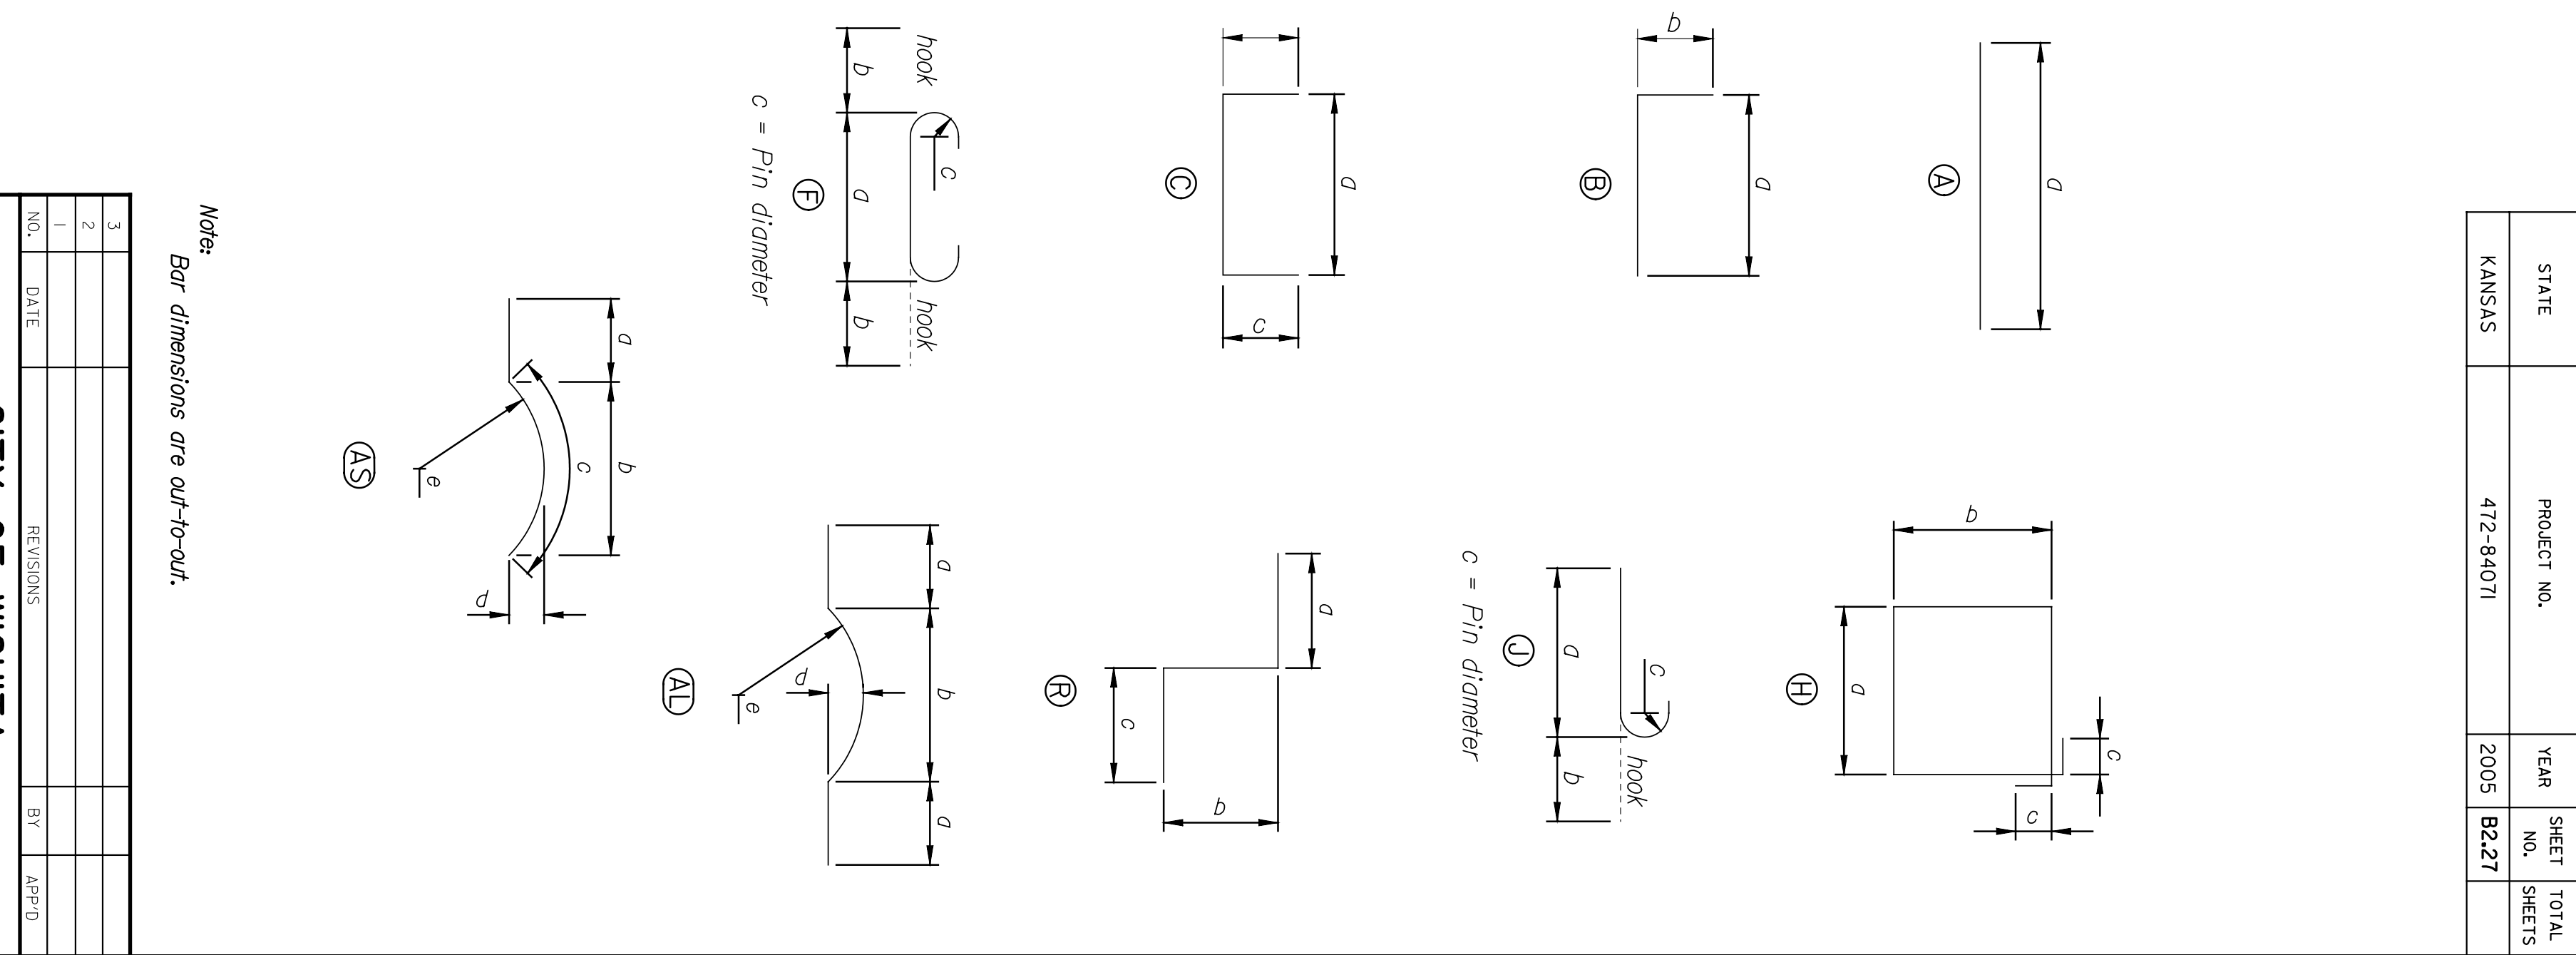 STATE
PROJECT NO.
YEAR
SHEET NO.
TOTAL SHEETS
KANSAS
472-84071
2005
B2.27
a
A
b
a
B
a
c
C
hook
b
a
b
c
hook
F
c = Pin diameter
b
a
c
c
H
c
hook
a
b
J
c = Pin diameter
a
b
c
R
a
b
a
d
e
AL
a
b
c
d
e
AS
Note:
Bar dimensions are out-to-out.
3
2
1
NO.
DATE
REVISIONS
BY
APP'D